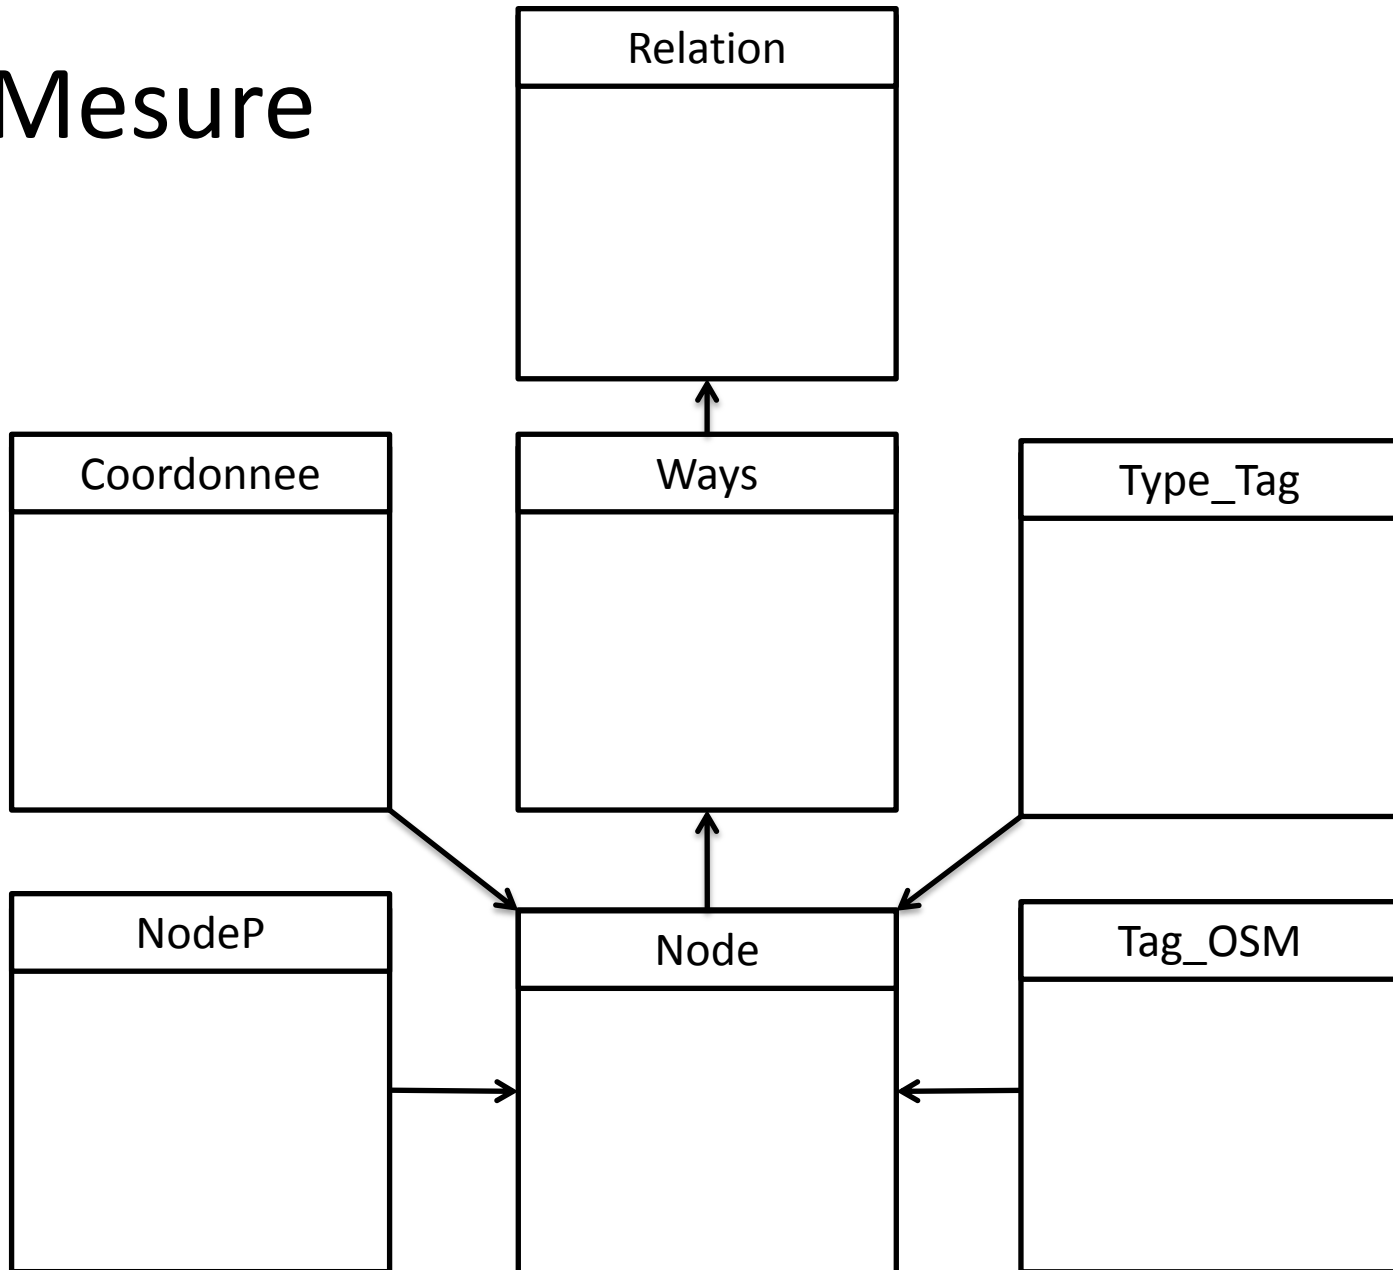 Mesure
Relation
Coordonnee
Ways
Type_Tag
NodeP
Node
Tag_OSM